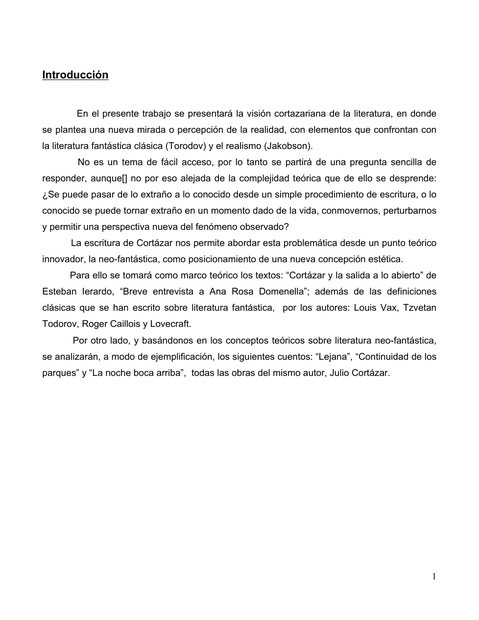 Introducción
En el presente trabajo se presentará la visión cortazariana de la literatura, en donde
se plantea una nueva mirada o percepción de la realidad, con elementos que confrontan con
la literatura fantástica clásica (Torodov) y el realismo (Jakobson).
No es un tema de fácil acceso, por lo tanto se partirá de una pregunta sencilla de
responder, aunque[] no por eso alejada de la complejidad teórica que de ello se desprende:
¿Se puede pasar de lo extraño a lo conocido desde un simple procedimiento de escritura, o lo
conocido se puede tornar extraño en un momento dado de la vida, conmovernos, perturbarnos
y permitir una perspectiva nueva del fenómeno observado?
La escritura de Cortázar nos permite abordar esta problemática desde un punto teórico
innovador, la neo-fantástica, como posicionamiento de una nueva concepción estética.
Para ello se tomará como marco teórico los textos: “Cortázar y la salida a lo abierto” de
Esteban Ierardo, “Breve entrevista a Ana Rosa Domenella”; además de las definiciones
clásicas que se han escrito sobre literatura fantástica, por los autores: Louis Vax, Tzvetan
Todorov, Roger Caillois y Lovecraft.
Por otro lado, y basándonos en los conceptos teóricos sobre literatura neo-fantástica,
se analizarán, a modo de ejemplificación, los siguientes cuentos: “Lejana”, “Continuidad de los
parques” y “La noche boca arriba”, todas las obras del mismo autor, Julio Cortázar.
1